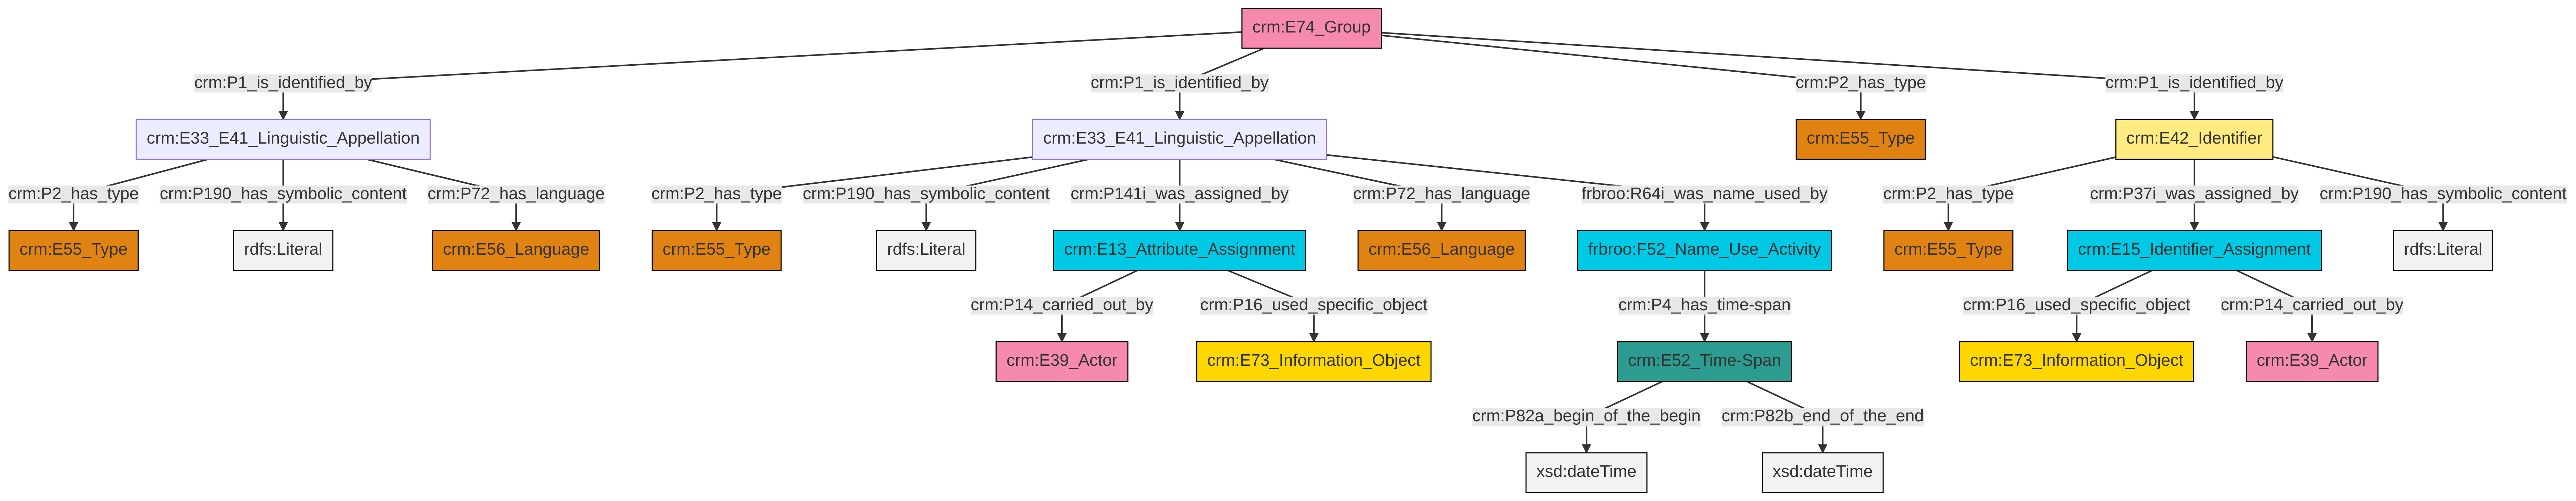 crm:E74_Group
crm:P1_is_identified_by
crm:P1_is_identified_by
crm:P2_has_type
crm:P1_is_identified_by
crm:E33_E41_Linguistic_Appellation
crm:E33_E41_Linguistic_Appellation
crm:E55_Type
crm:E42_Identifier
crm:P2_has_type
crm:P190_has_symbolic_content
crm:P72_has_language
crm:P2_has_type
crm:P190_has_symbolic_content
crm:P141i_was_assigned_by
crm:P72_has_language
frbroo:R64i_was_name_used_by
crm:P2_has_type
crm:P37i_was_assigned_by
crm:P190_has_symbolic_content
crm:E55_Type
rdfs:Literal
crm:E56_Language
crm:E55_Type
rdfs:Literal
crm:E13_Attribute_Assignment
crm:E56_Language
frbroo:F52_Name_Use_Activity
crm:E55_Type
crm:E15_Identifier_Assignment
rdfs:Literal
crm:P14_carried_out_by
crm:P16_used_specific_object
crm:P4_has_time-span
crm:P16_used_specific_object
crm:P14_carried_out_by
crm:E39_Actor
crm:E73_Information_Object
crm:E52_Time-Span
crm:E73_Information_Object
crm:E39_Actor
crm:P82a_begin_of_the_begin
crm:P82b_end_of_the_end
xsd:dateTime
xsd:dateTime